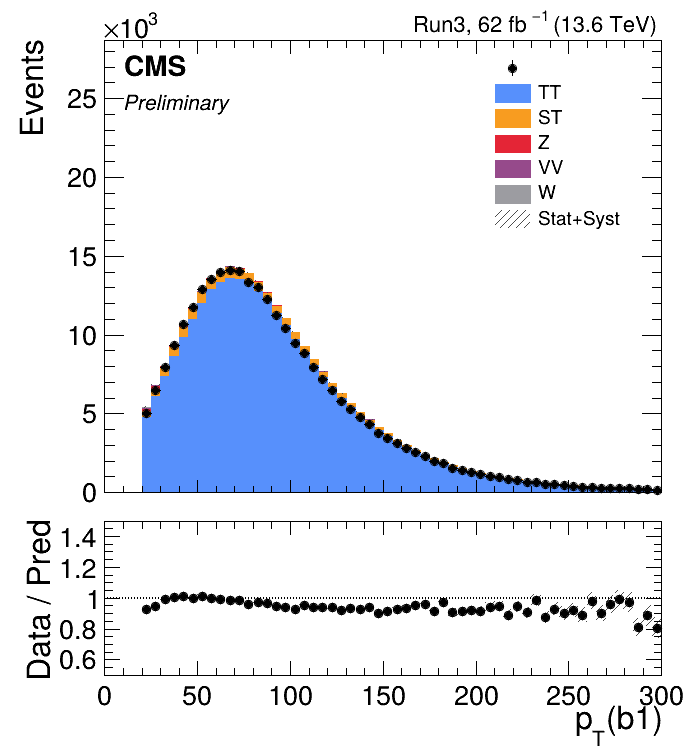 ×10³
Run3, 62 fb⁻¹ (13.6 TeV)
CMS
Preliminary
Events
TT
ST
Z
VV
W
Stat+Syst
25
20
15
10
5
0
Data / Pred
1.4
1.2
1
0.8
0.6
0 50 100 150 200 250 300
p_T(b1)